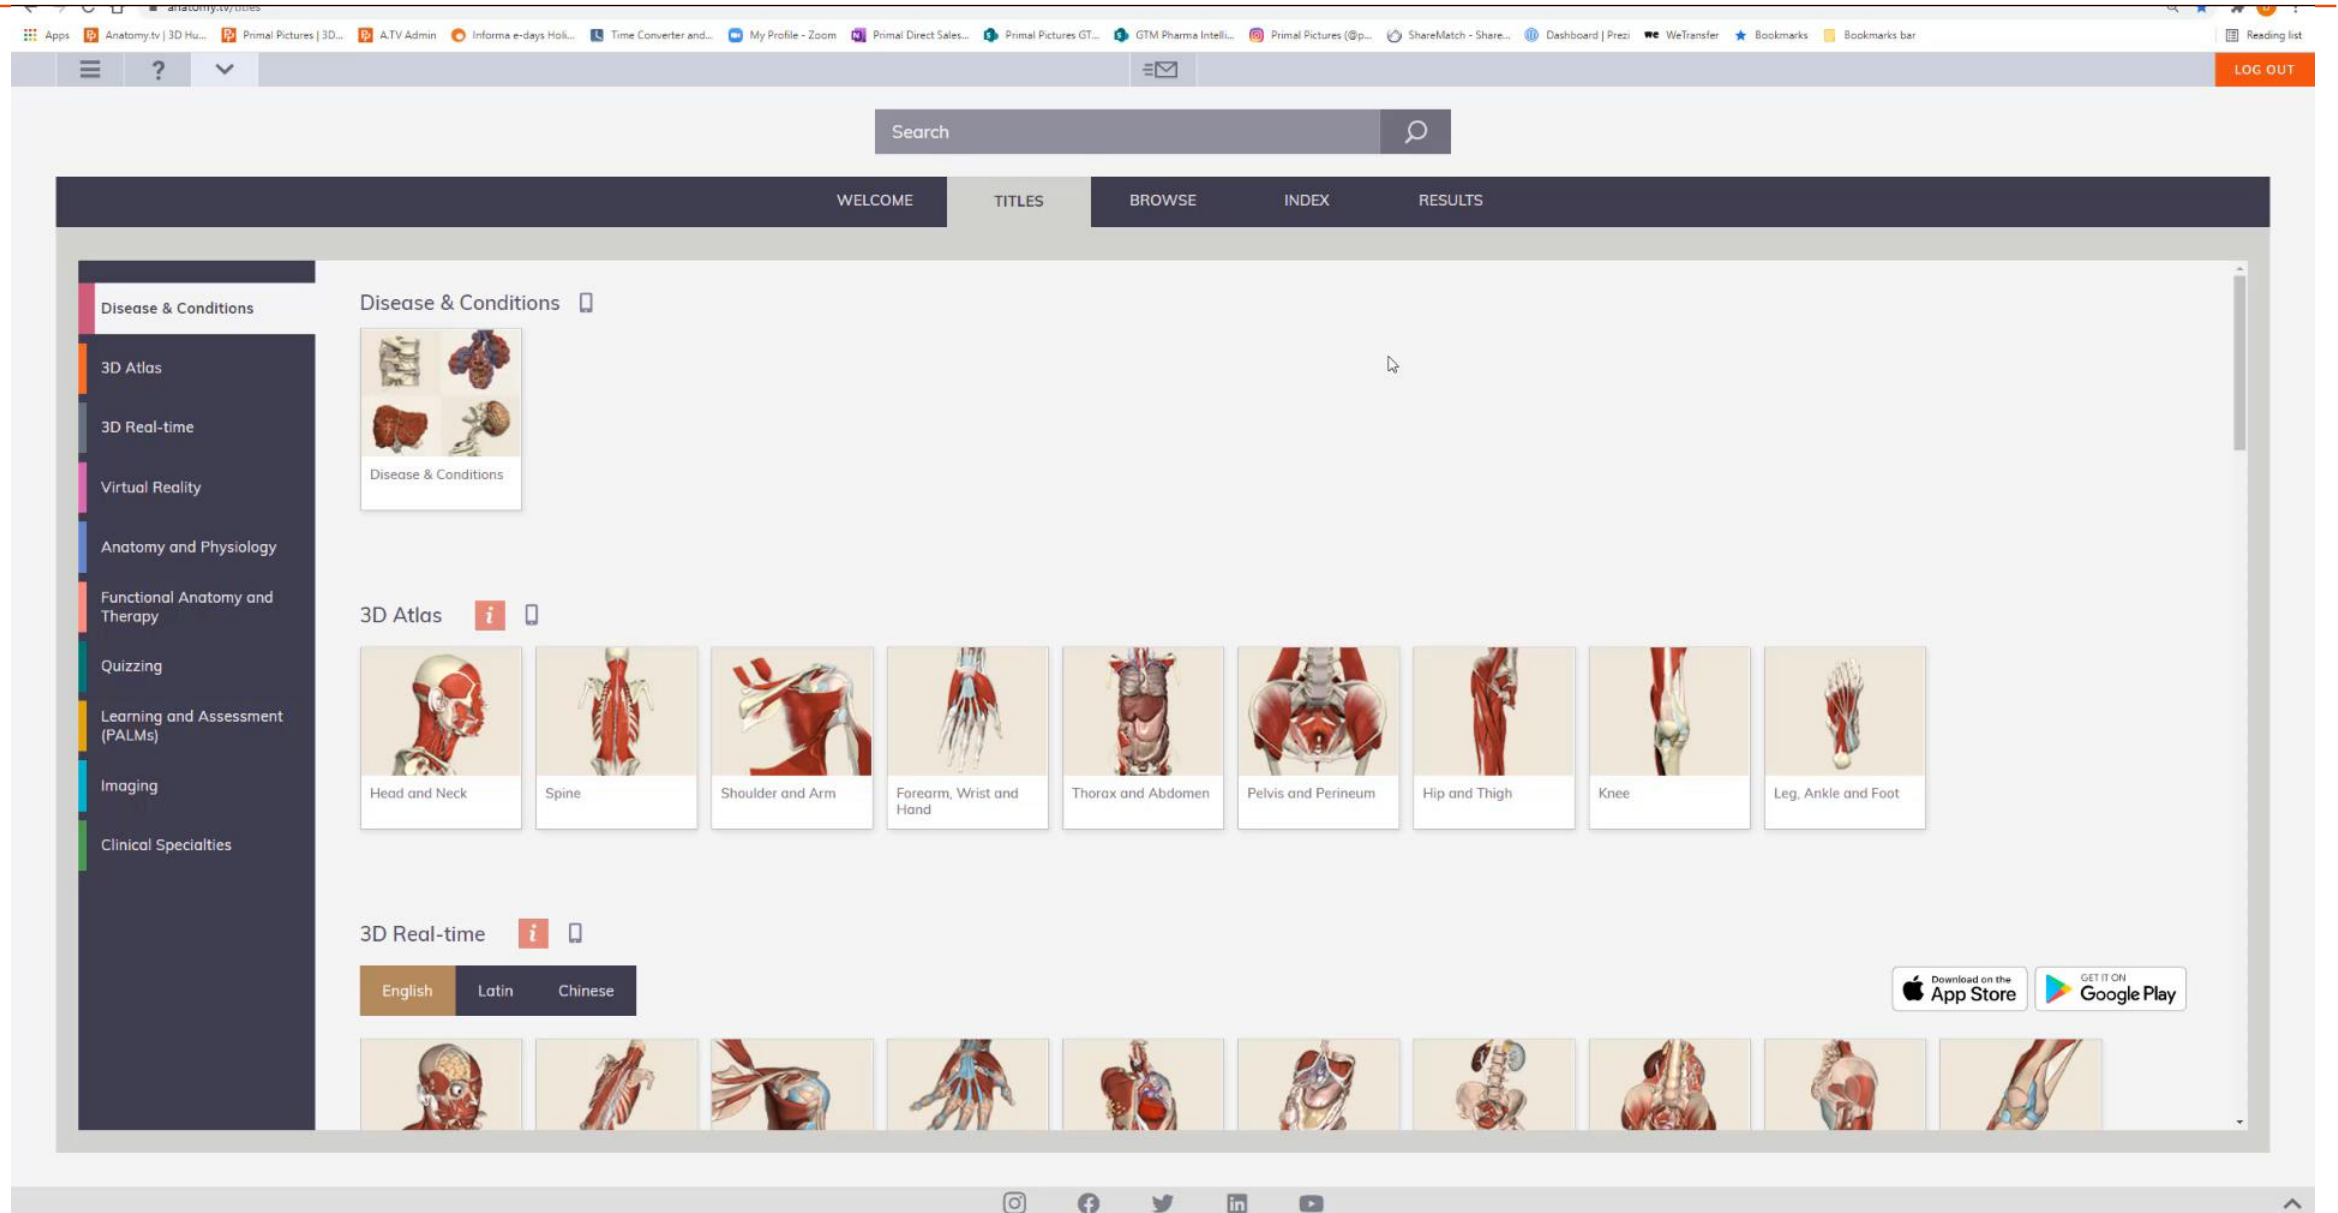 anatomy.tv/titles
Apps Anatomy.tv | 3D Hu... Primal Pictures | 3D... A.TV Admin Informa e-days Holi... Time Converter and... My Profile - Zoom Primal Direct Sales... Primal Pictures GT... GTM Pharma Intelli... Primal Pictures (@p... ShareMatch - Share... Dashboard | Prezi WeTransfer Bookmarks Bookmarks bar Reading list
?
LOG OUT
Search
WELCOME TITLES BROWSE INDEX RESULTS
Disease & Conditions
3D Atlas
3D Real-time
Virtual Reality
Anatomy and Physiology
Functional Anatomy and
Therapy
Quizzing
Learning and Assessment
(PALMs)
Imaging
Clinical Specialties
Disease & Conditions
Disease & Conditions
3D Atlas i
Head and Neck
Spine
Shoulder and Arm
Forearm, Wrist and
Hand
Thorax and Abdomen
Pelvis and Perineum
Hip and Thigh
Knee
Leg, Ankle and Foot
3D Real-time i
English Latin Chinese
Download on the
App Store
GET IT ON
Google Play